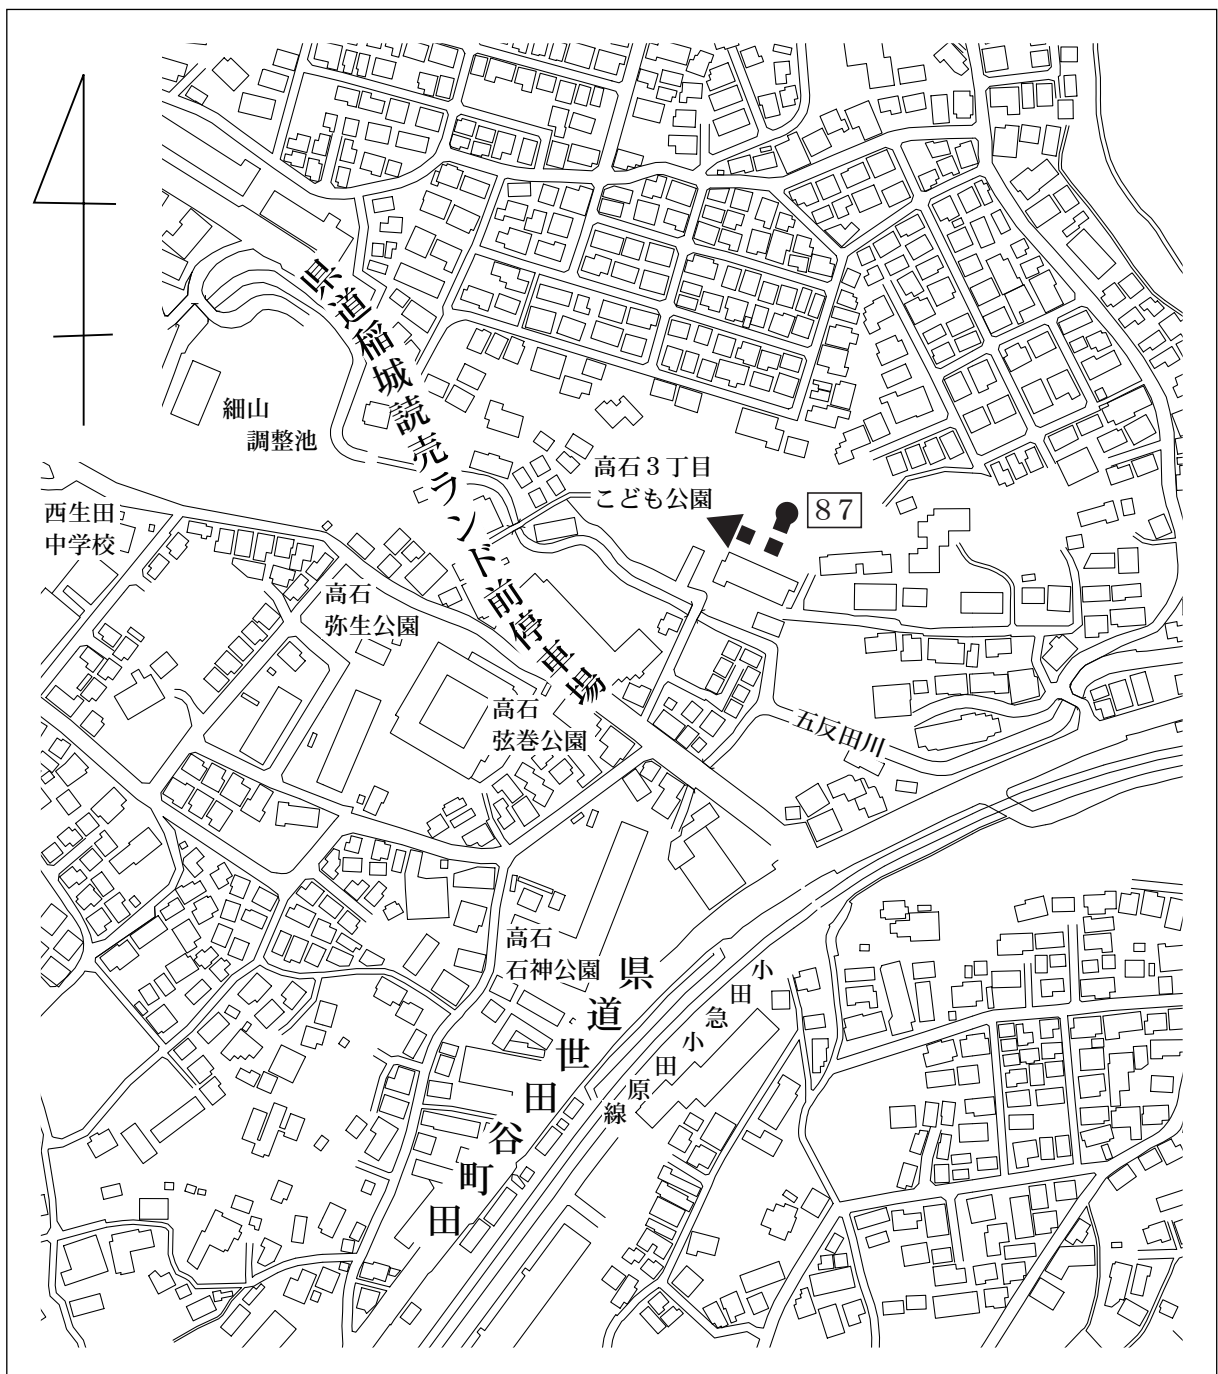 県道稲城読売ランド前停車場
細山
調整池
高石３丁目
こども公園
８７
西生田
中学校
高石
弥生公園
高石
弦巻公園
五反田川
高石
石神公園
県道世田谷町田
小田急小田原線